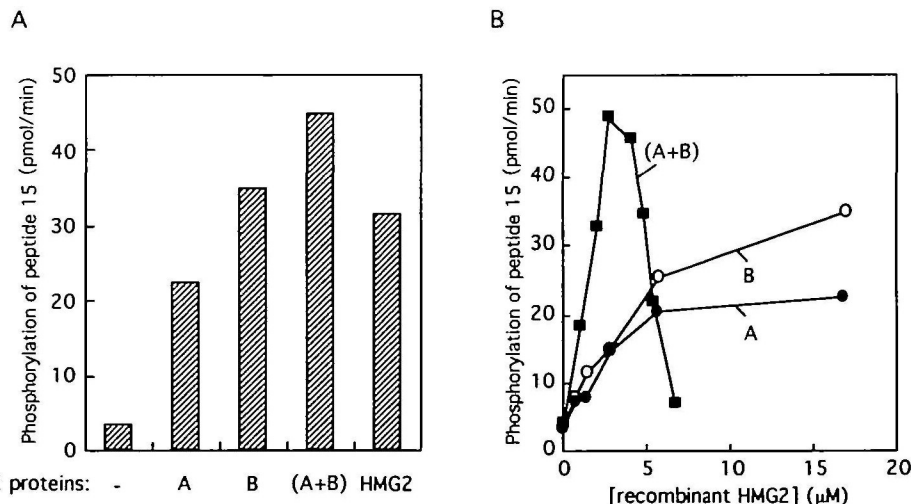 A
Phosphorylation of peptide 15 (pmol/min)
50
40
30
20
10
0
proteins: - A B (A+B) HMG2
B
Phosphorylation of peptide 15 (pmol/min)
50
40
30
20
10
0
(A+B)
B
A
0 5 10 15 20
[recombinant HMG2] (μM)